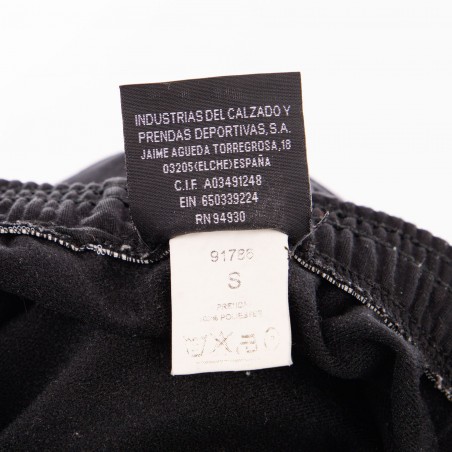 INDUSTRIAS DEL CALZADO Y
PRENDAS DEPORTIVAS, S.A.
JAIME AGUEDA TORREGROSA, 18
03205 (ELCHE) ESPAÑA
C.I.F. A03491248
EIN 650339224
RN 94930
91786
S